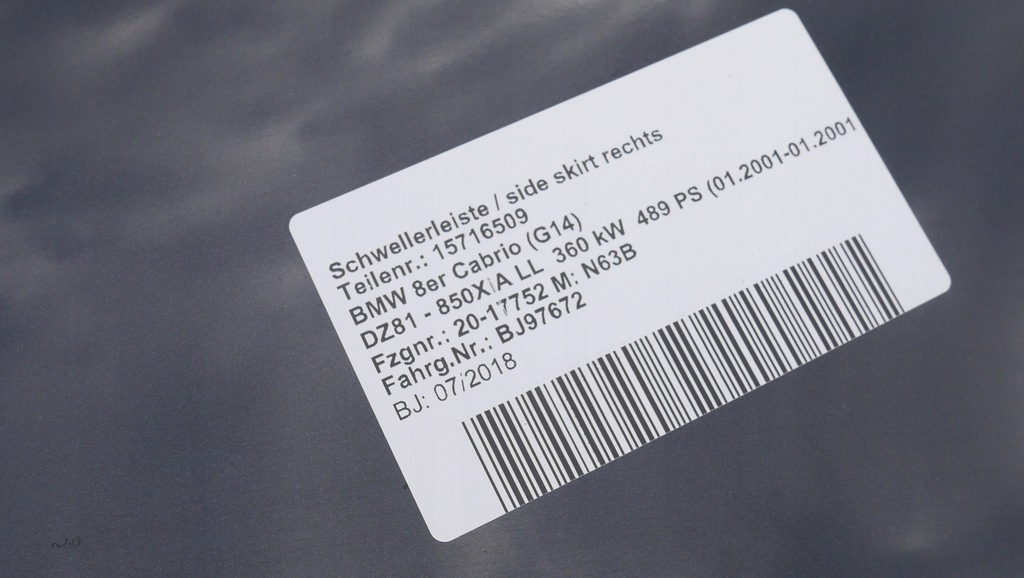 Schwellerleiste / side skirt rechts
Teilenr.: 15716509
BMW 8er Cabrio (G14)
DZ81 - 850X A LL 360 kW 489 PS (01.2001-01.2001
Fzgnr.: 20-17752 M: N63B
Fahrg.Nr.: BJ97672
BJ: 07/2018